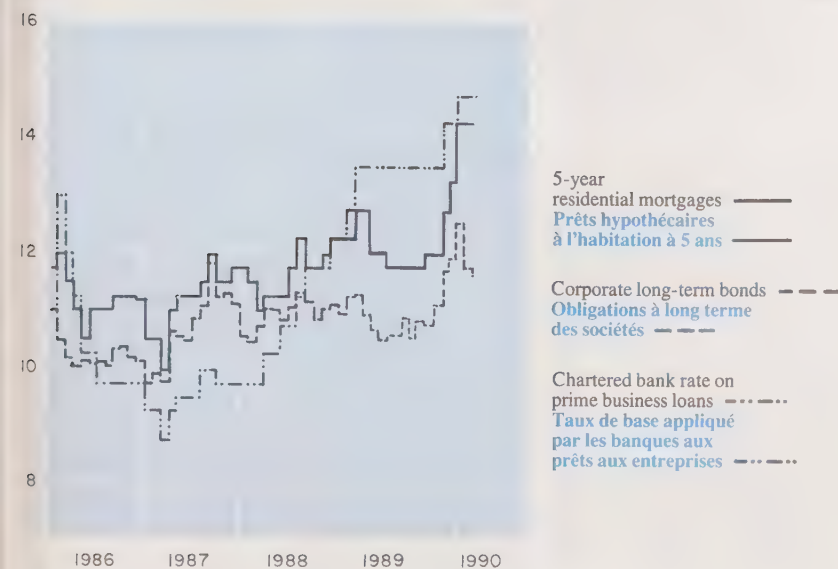 16
14
12
10
8
1986 1987 1988 1989 1990
5-year
residential mortgages
Prêts hypothécaires
à l'habitation à 5 ans
Corporate long-term bonds
Obligations à long terme
des sociétés
Chartered bank rate on
prime business loans
Taux de base appliqué
par les banques aux
prêts aux entreprises